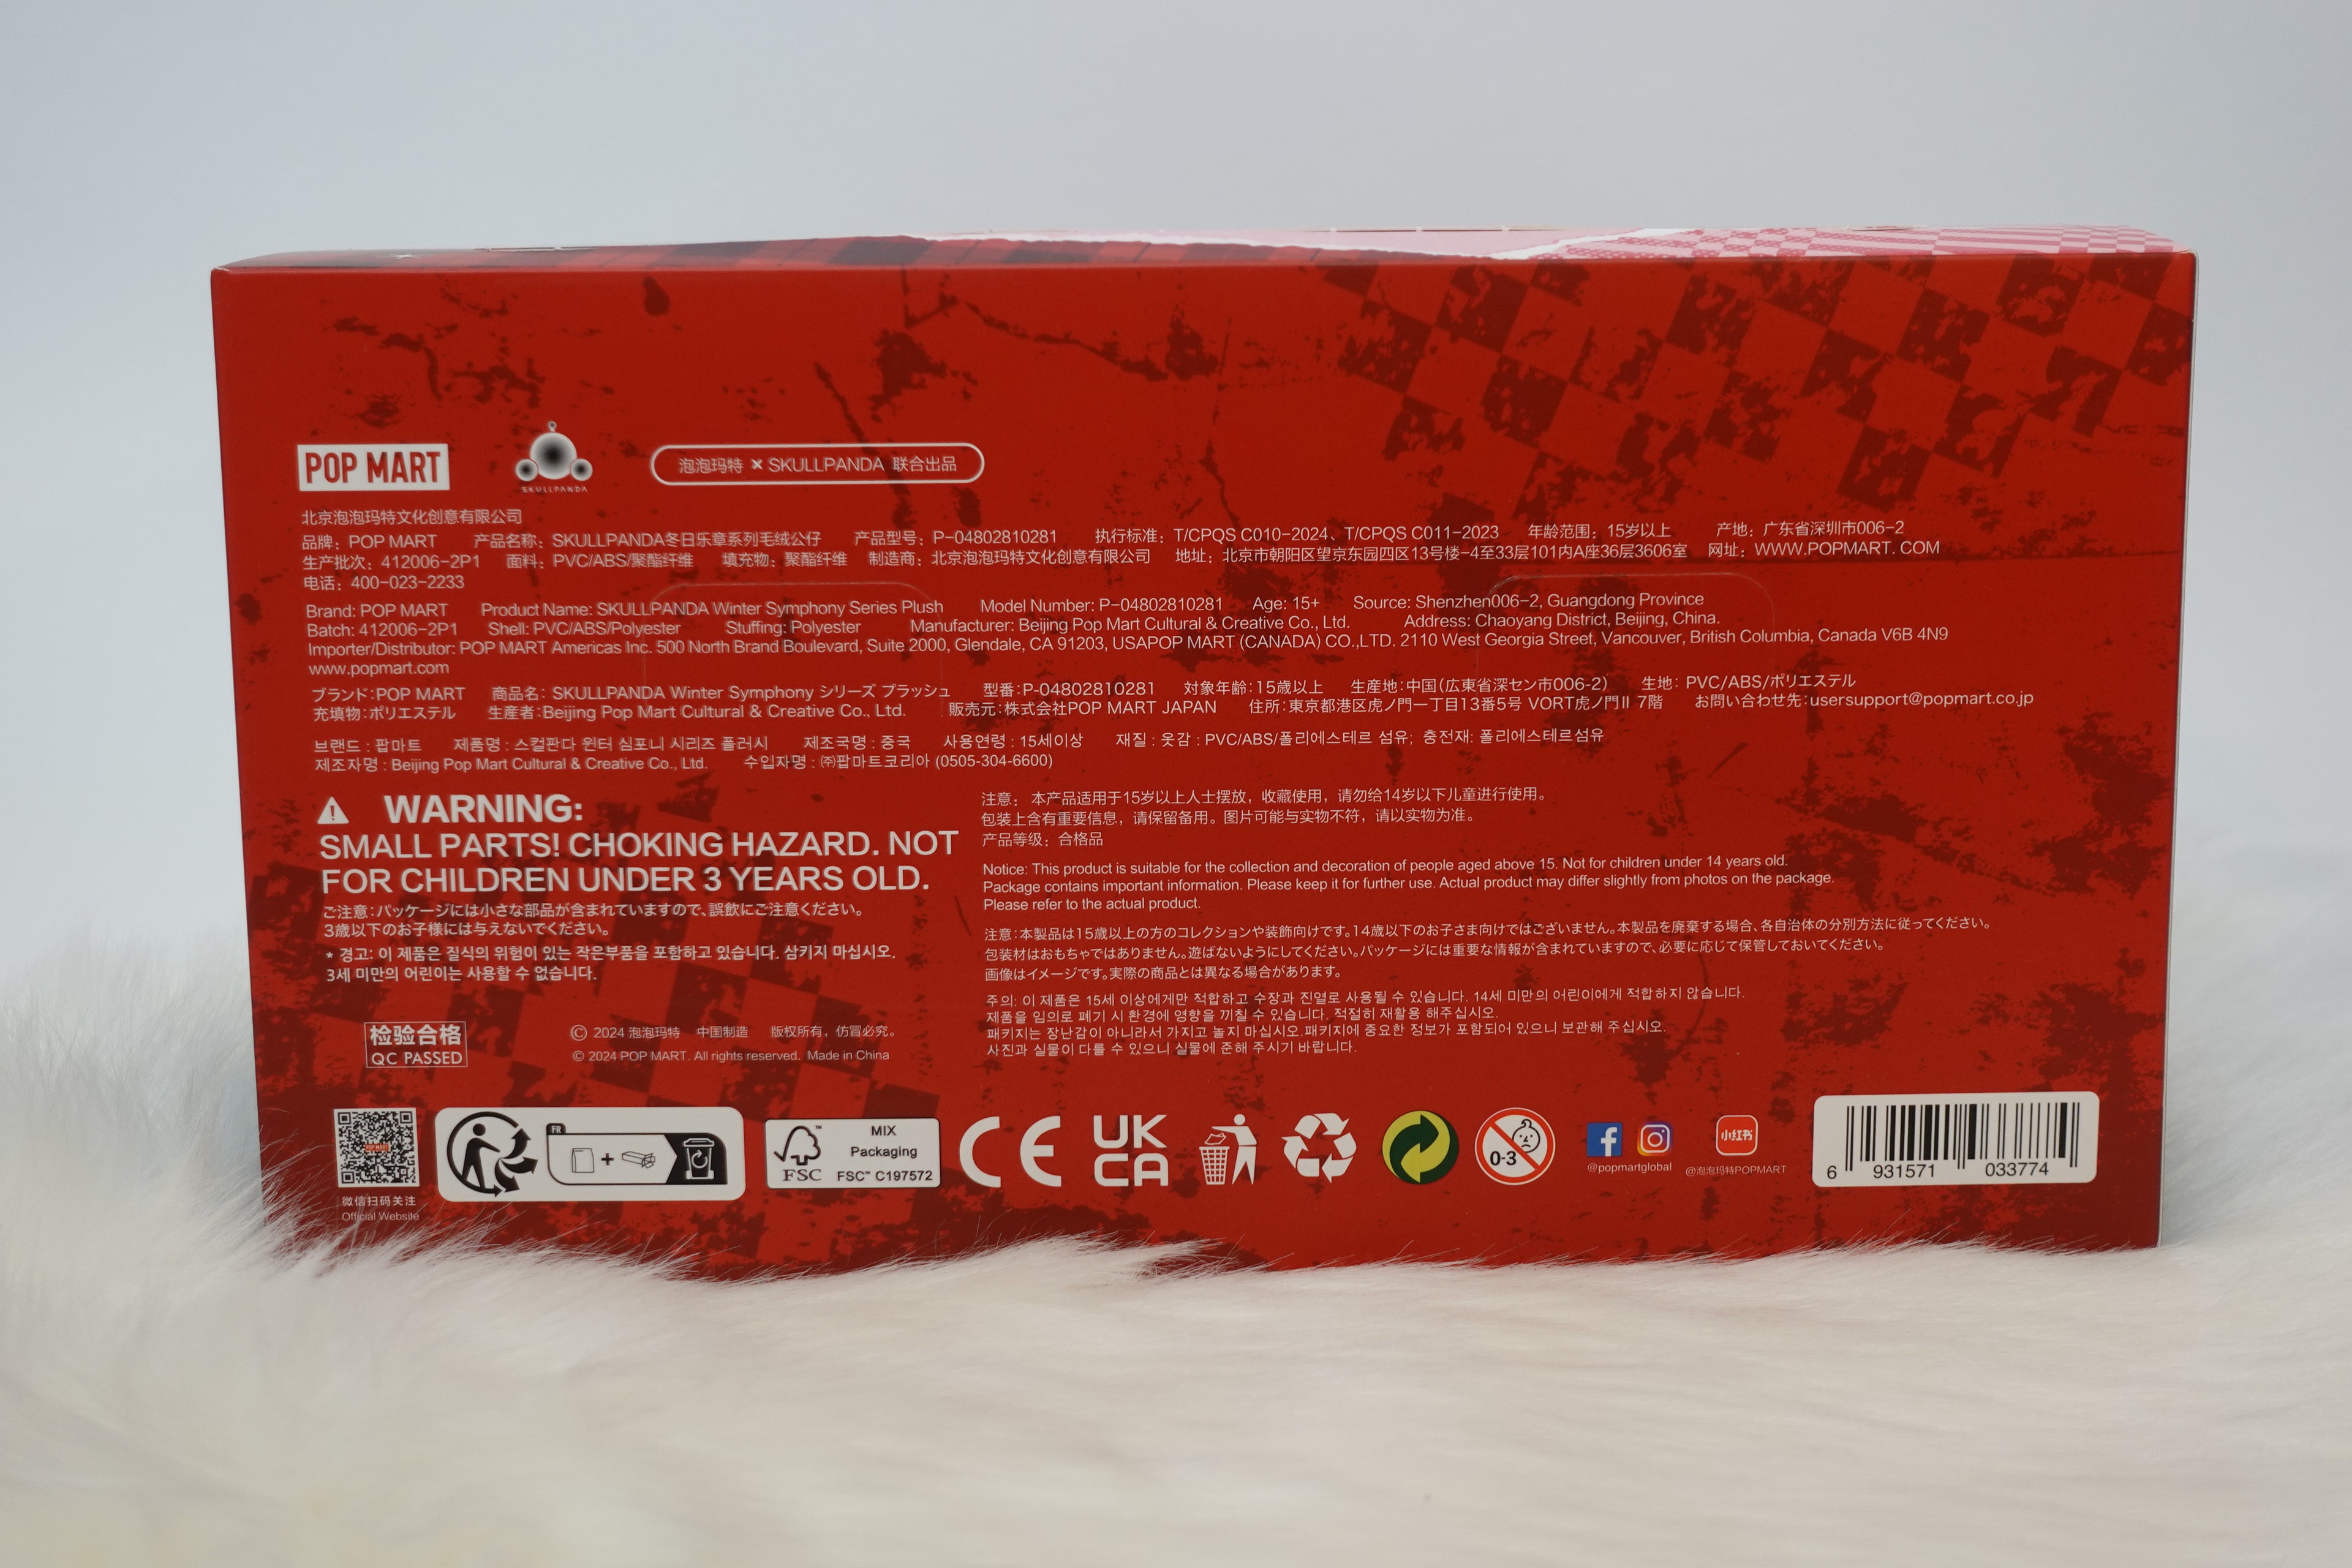 POP MART
SKULLPANDA
泡泡玛特 × SKULLPANDA 联合出品
北京泡泡玛特文化创意有限公司
品牌：POP MART 产品名称：SKULLPANDA冬日乐章系列毛绒公仔 产品型号：P-04802810281 执行标准：T/CPQS C010-2024、T/CPQS C011-2023 年龄范围：15岁以上 产地：广东省深圳市006-2
生产批次：412006-2P1 面料：PVC/ABS/聚酯纤维 填充物：聚酯纤维 制造商：北京泡泡玛特文化创意有限公司 地址：北京市朝阳区望京东园四区13号楼-4至33层101内A座36层3606室 网址：WWW.POPMART.COM
电话：400-023-2233
Brand: POP MART Product Name: SKULLPANDA Winter Symphony Series Plush Model Number: P-04802810281 Age: 15+ Source: Shenzhen006-2, Guangdong Province
Batch: 412006-2P1 Shell: PVC/ABS/Polyester Stuffing: Polyester Manufacturer: Beijing Pop Mart Cultural & Creative Co., Ltd. Address: Chaoyang District, Beijing, China.
Importer/Distributor: POP MART Americas Inc. 500 North Brand Boulevard, Suite 2000, Glendale, CA 91203, USAPOP MART (CANADA) CO.,LTD. 2110 West Georgia Street, Vancouver, British Columbia, Canada V6B 4N9
www.popmart.com
ブランド：POP MART 商品名：SKULLPANDA Winter Symphony シリーズ プラッシュ 型番：P-04802810281 対象年齢：15歳以上 生産地：中国（広東省深セン市006-2） 生地：PVC/ABS/ポリエステル
充填物：ポリエステル 生産者：Beijing Pop Mart Cultural & Creative Co., Ltd. 販売元：株式会社POP MART JAPAN 住所：東京都港区虎ノ門一丁目13番5号 VORT虎ノ門II 7階 お問い合わせ先：usersupport@popmart.co.jp
브랜드 : 팝마트 제품명 : 스컬판다 윈터 심포니 시리즈 플러시 제조국명 : 중국 사용연령 : 15세이상 재질 : 옷감 : PVC/ABS/폴리에스테르 섬유; 충전재: 폴리에스테르섬유
제조자명 : Beijing Pop Mart Cultural & Creative Co., Ltd. 수입자명 : ㈜팝마트코리아 (0505-304-6600)
WARNING:
SMALL PARTS! CHOKING HAZARD. NOT
FOR CHILDREN UNDER 3 YEARS OLD.
ご注意：パッケージには小さな部品が含まれていますので、誤飲にご注意ください。
3歳以下のお子様には与えないでください。
* 경고: 이 제품은 질식의 위험이 있는 작은부품을 포함하고 있습니다. 삼키지 마십시오.
3세 미만의 어린이는 사용할 수 없습니다.
注意：本产品适用于15岁以上人士摆放，收藏使用，请勿给14岁以下儿童进行使用。
包装上含有重要信息，请保留备用。图片可能与实物不符，请以实物为准。
产品等级：合格品
Notice: This product is suitable for the collection and decoration of people aged above 15. Not for children under 14 years old.
Package contains important information. Please keep it for further use. Actual product may differ slightly from photos on the package.
Please refer to the actual product.
注意：本製品は15歳以上の方のコレクションや装飾向けです。14歳以下のお子さま向けではございません。本製品を廃棄する場合、各自治体の分別方法に従ってください。
包装材はおもちゃではありません。遊ばないようにしてください。パッケージには重要な情報が含まれていますので、必要に応じて保管しておいてください。
画像はイメージです。実際の商品とは異なる場合があります。
주의: 이 제품은 15세 이상에게만 적합하고 수장과 진열로 사용될 수 있습니다. 14세 미만의 어린이에게 적합하지 않습니다.
제품을 임의로 폐기 시 환경에 영향을 끼칠 수 있습니다. 적절히 재활용 해주십시오.
패키지는 장난감이 아니라서 가지고 놀지 마십시오.패키지에 중요한 정보가 포함되어 있으니 보관해 주십시오.
사진과 실물이 다를 수 있으니 실물에 준해 주시기 바랍니다.
检验合格
QC PASSED
© 2024 泡泡玛特 中国制造 版权所有，仿冒必究。
© 2024 POP MART. All rights reserved. Made in China
POP MART
微信扫码关注
Official Website
FR
FSC™
MIX
Packaging
FSC™ C197572
CE
UK
CA
0-3
@popmartglobal
小红书
@泡泡玛特POPMART
6 931571 033774